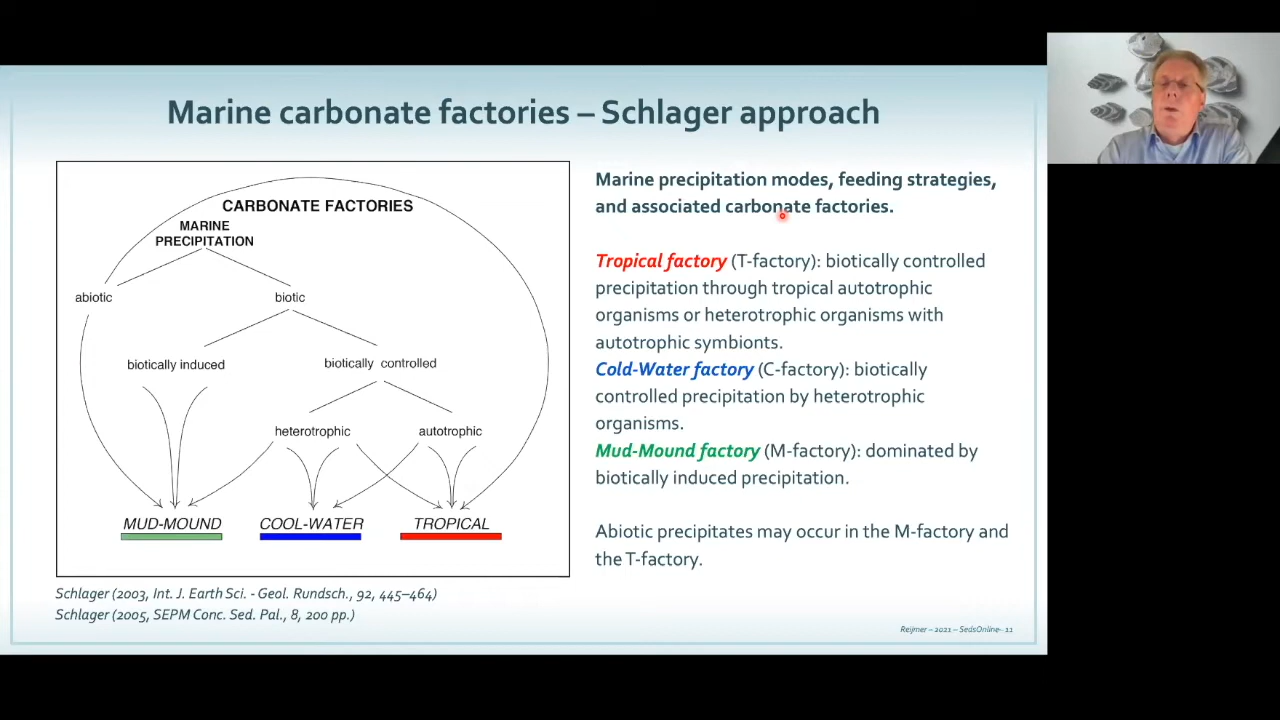 Marine carbonate factories – Schlager approach
CARBONATE FACTORIES
MARINE
PRECIPITATION
abiotic
biotic
biotically induced
biotically controlled
heterotrophic
autotrophic
MUD-MOUND
COOL-WATER
TROPICAL
Schlager (2003, Int. J. Earth Sci. - Geol. Rundsch., 92, 445–464)
Schlager (2005, SEPM Conc. Sed. Pal., 8, 200 pp.)
Marine precipitation modes, feeding strategies,
and associated carbonate factories.
Tropical factory (T-factory): biotically controlled
precipitation through tropical autotrophic
organisms or heterotrophic organisms with
autotrophic symbionts.
Cold-Water factory (C-factory): biotically
controlled precipitation by heterotrophic
organisms.
Mud-Mound factory (M-factory): dominated by
biotically induced precipitation.
Abiotic precipitates may occur in the M-factory and
the T-factory.
Reijmer – 2021 – SedsOnline- 11